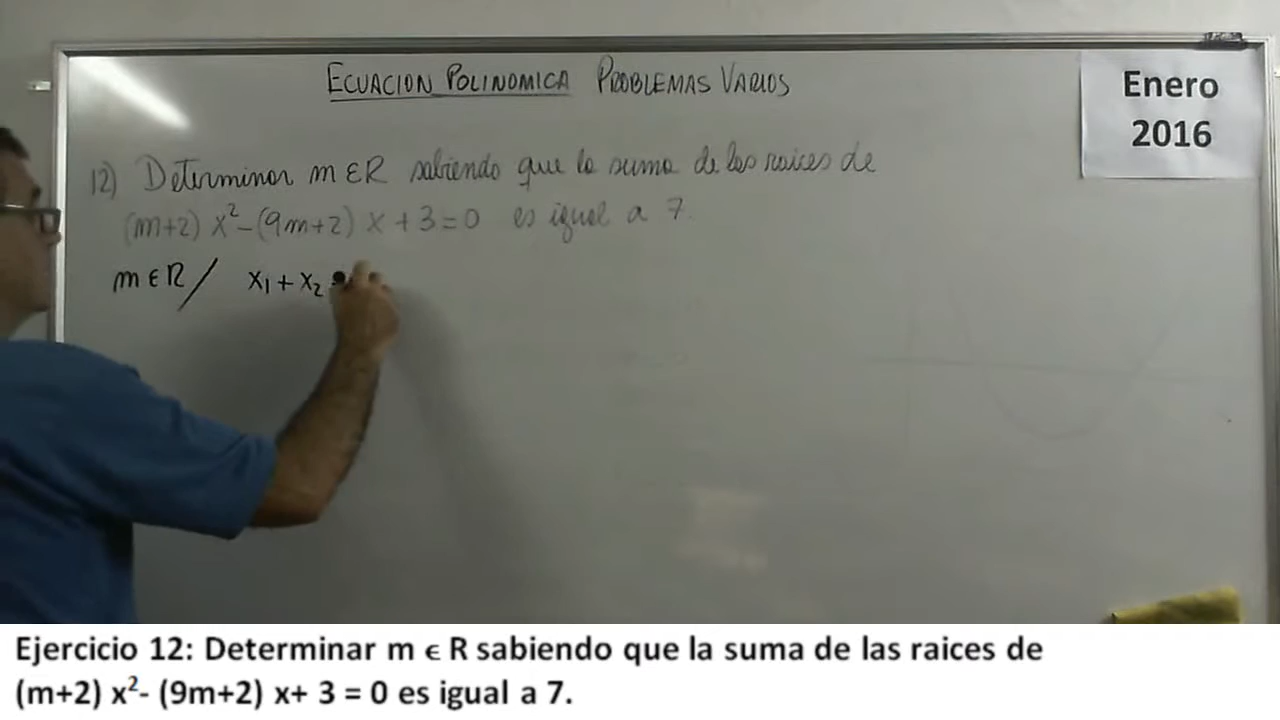 ECUACION POLINOMICA PROBLEMAS VARIOS
Enero
2016
12) Determinar m ∈ R sabiendo que la suma de las raices de
(m+2) x² - (9m+2) x + 3 = 0 es igual a 7.
m ∈ R / x₁ + x₂
Ejercicio 12: Determinar m ϵ R sabiendo que la suma de las raices de
(m+2) x²- (9m+2) x+ 3 = 0 es igual a 7.